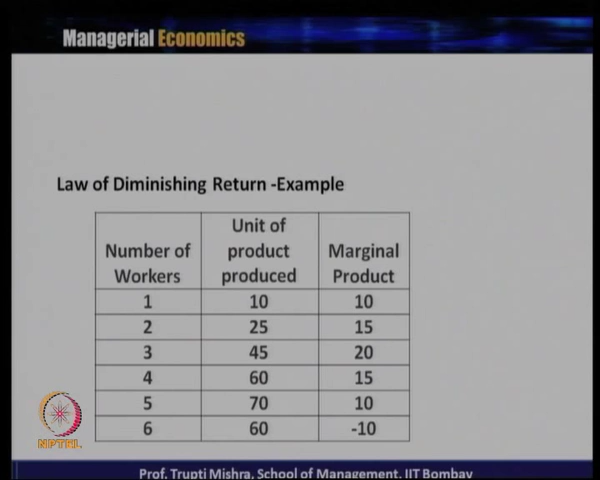 Managerial Economics
Law of Diminishing Return -Example
Number of Workers Unit of product produced Marginal Product
1 10 10
2 25 15
3 45 20
4 60 15
5 70 10
6 60 -10
NPTEL
Prof. Trupti Mishra, School of Management, IIT Bombay